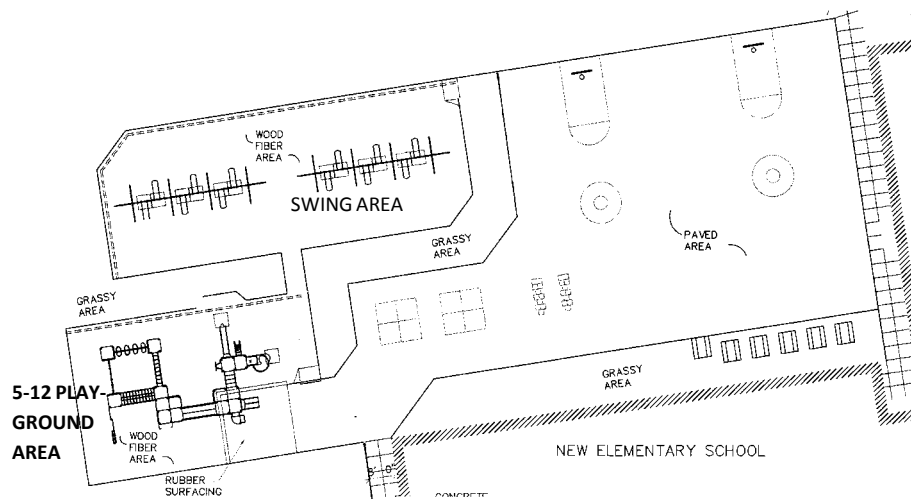 WOOD
FIBER
AREA
SWING AREA
GRASSY
AREA
PAVED
AREA
GRASSY
AREA
5-12 PLAY-
GROUND
AREA
WOOD
FIBER
AREA
RUBBER
SURFACING
GRASSY
AREA
NEW ELEMENTARY SCHOOL
CONCRETE